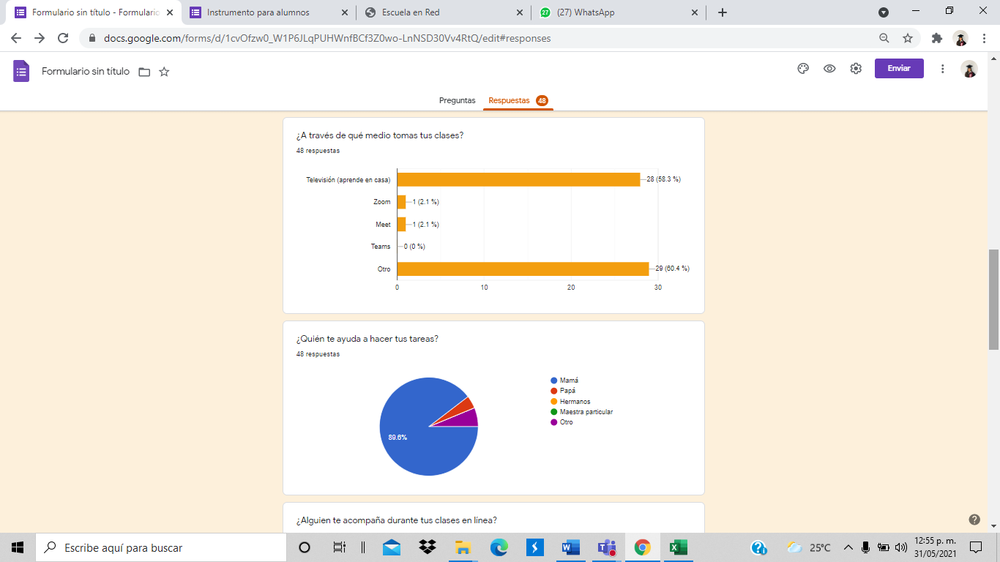 Formulario sin título - Formulario
Instrumento para alumnos
Escuela en Red
27
(27) WhatsApp
docs.google.com/forms/d/1cvOfzw0_W1P6JLqPUHWnfBCf3Z0wo-LnNSD30Vv4RtQ/edit#responses
Formulario sin título
Enviar
Preguntas
Respuestas 48
¿A través de qué medio tomas tus clases?
48 respuestas
Televisión (aprende en casa)
28 (58.3 %)
Zoom
1 (2.1 %)
Meet
1 (2.1 %)
Teams
0 (0 %)
Otro
29 (60.4 %)
0 10 20 30
¿Quién te ayuda a hacer tus tareas?
48 respuestas
89.6%
Mamá
Papá
Hermanos
Maestra particular
Otro
¿Alguien te acompaña durante tus clases en línea?
Escribe aquí para buscar
25°C
12:55 p. m.
31/05/2021